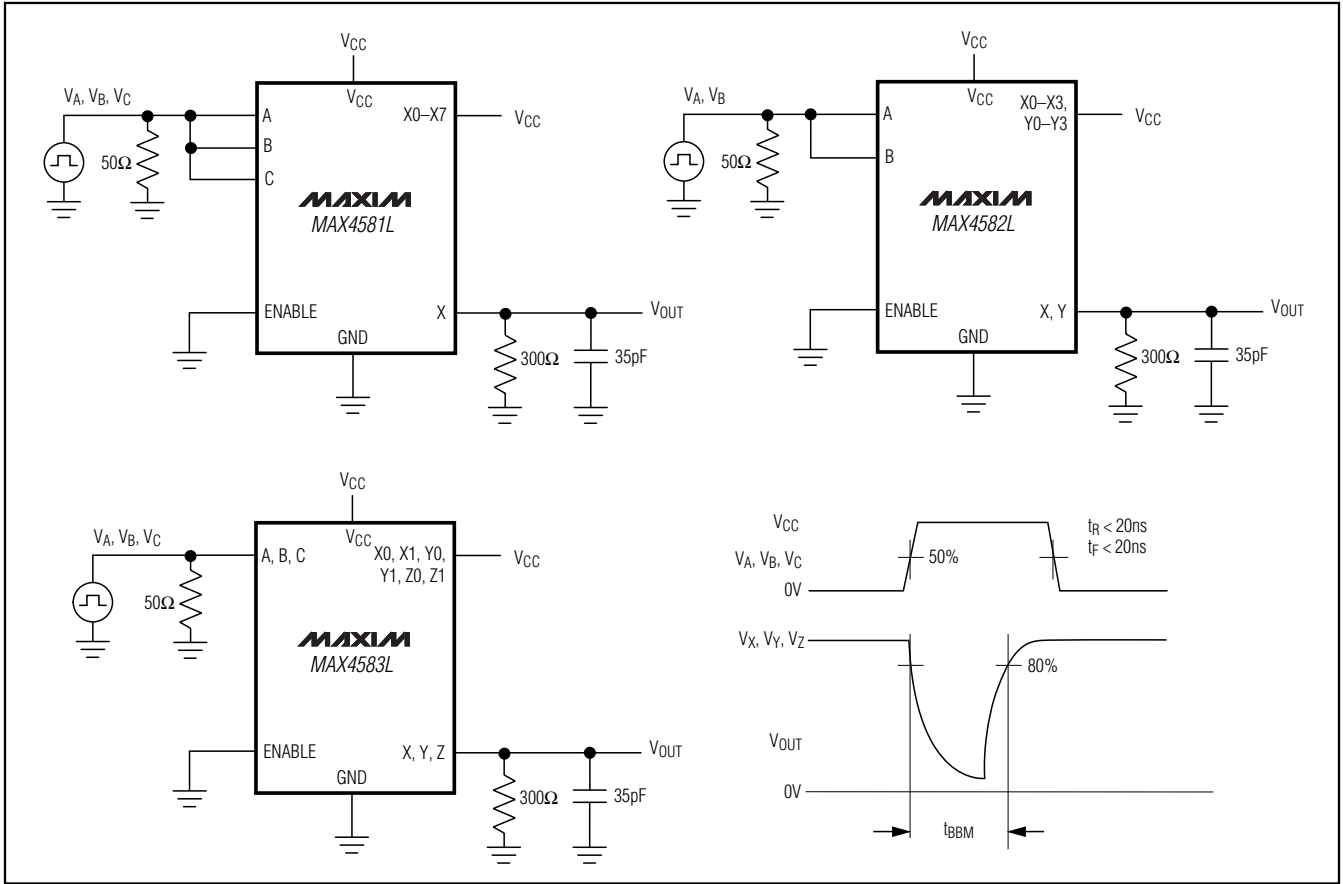 VCC
VA, VB, VC
VCC
A
X0–X7
VCC
B
50Ω
C
MAXIM
MAX4581L
ENABLE
X
VOUT
GND
300Ω
35pF
VCC
VA, VB
VCC
X0–X3,
Y0–Y3
VCC
A
B
50Ω
MAXIM
MAX4582L
ENABLE
X, Y
VOUT
GND
300Ω
35pF
VCC
VA, VB, VC
VCC
A, B, C
X0, X1, Y0,
Y1, Z0, Z1
VCC
50Ω
MAXIM
MAX4583L
ENABLE
X, Y, Z
VOUT
GND
300Ω
35pF
VCC
tR < 20ns
tF < 20ns
VA, VB, VC
50%
0V
VX, VY, VZ
80%
VOUT
0V
tBBM